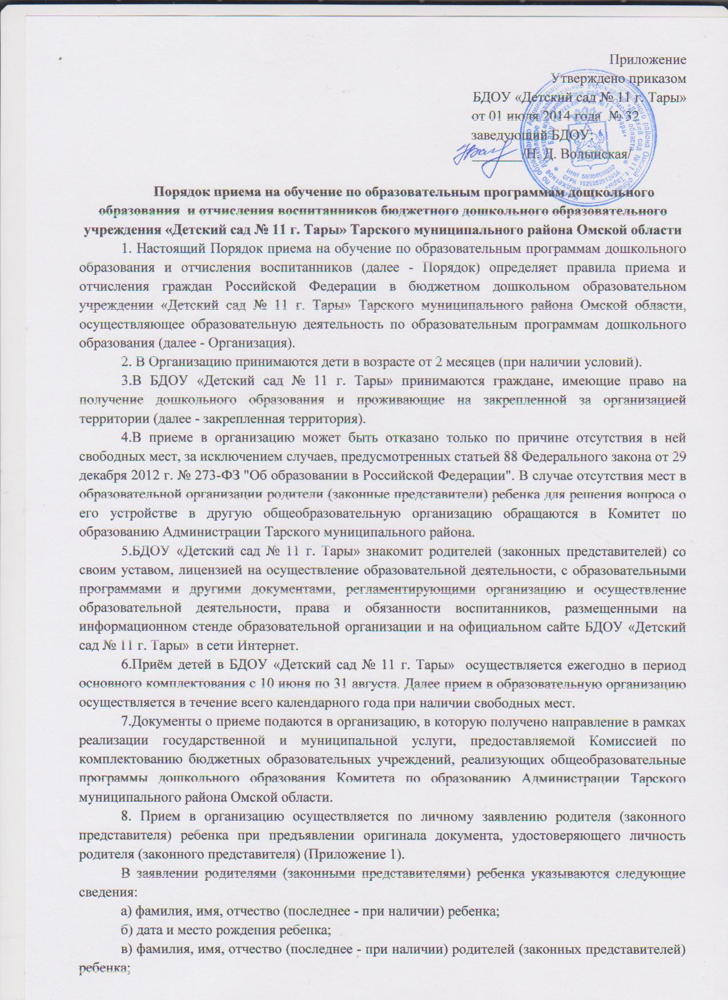 Приложение
Утверждено приказом
БДОУ «Детский сад № 11 г. Тары»
от 01 июля 2014 года № 32
заведующий БДОУ:
_______/Н. Д. Волынская/
Порядок приема на обучение по образовательным программам дошкольного
образования и отчисления воспитанников бюджетного дошкольного образовательного
учреждения «Детский сад № 11 г. Тары» Тарского муниципального района Омской области
1. Настоящий Порядок приема на обучение по образовательным программам дошкольного
образования и отчисления воспитанников (далее - Порядок) определяет правила приема и
отчисления граждан Российской Федерации в бюджетном дошкольном образовательном
учреждении «Детский сад № 11 г. Тары» Тарского муниципального района Омской области,
осуществляющее образовательную деятельность по образовательным программам дошкольного
образования (далее - Организация).
2. В Организацию принимаются дети в возрасте от 2 месяцев (при наличии условий).
3.В БДОУ «Детский сад № 11 г. Тары» принимаются граждане, имеющие право на
получение дошкольного образования и проживающие на закрепленной за организацией
территории (далее - закрепленная территория).
4.В приеме в организацию может быть отказано только по причине отсутствия в ней
свободных мест, за исключением случаев, предусмотренных статьей 88 Федерального закона от 29
декабря 2012 г. № 273-ФЗ "Об образовании в Российской Федерации". В случае отсутствия мест в
образовательной организации родители (законные представители) ребенка для решения вопроса о
его устройстве в другую общеобразовательную организацию обращаются в Комитет по
образованию Администрации Тарского муниципального района.
5.БДОУ «Детский сад № 11 г. Тары» знакомит родителей (законных представителей) со
своим уставом, лицензией на осуществление образовательной деятельности, с образовательными
программами и другими документами, регламентирующими организацию и осуществление
образовательной деятельности, права и обязанности воспитанников, размещенными на
информационном стенде образовательной организации и на официальном сайте БДОУ «Детский
сад № 11 г. Тары» в сети Интернет.
6.Приём детей в БДОУ «Детский сад № 11 г. Тары» осуществляется ежегодно в период
основного комплектования с 10 июня по 31 августа. Далее прием в образовательную организацию
осуществляется в течение всего календарного года при наличии свободных мест.
7.Документы о приеме подаются в организацию, в которую получено направление в рамках
реализации государственной и муниципальной услуги, предоставляемой Комиссией по
комплектованию бюджетных образовательных учреждений, реализующих общеобразовательные
программы дошкольного образования Комитета по образованию Администрации Тарского
муниципального района Омской области.
8. Прием в организацию осуществляется по личному заявлению родителя (законного
представителя) ребенка при предъявлении оригинала документа, удостоверяющего личность
родителя (законного представителя) (Приложение 1).
В заявлении родителями (законными представителями) ребенка указываются следующие
сведения:
а) фамилия, имя, отчество (последнее - при наличии) ребенка;
б) дата и место рождения ребенка;
в) фамилия, имя, отчество (последнее - при наличии) родителей (законных представителей)
ребенка;